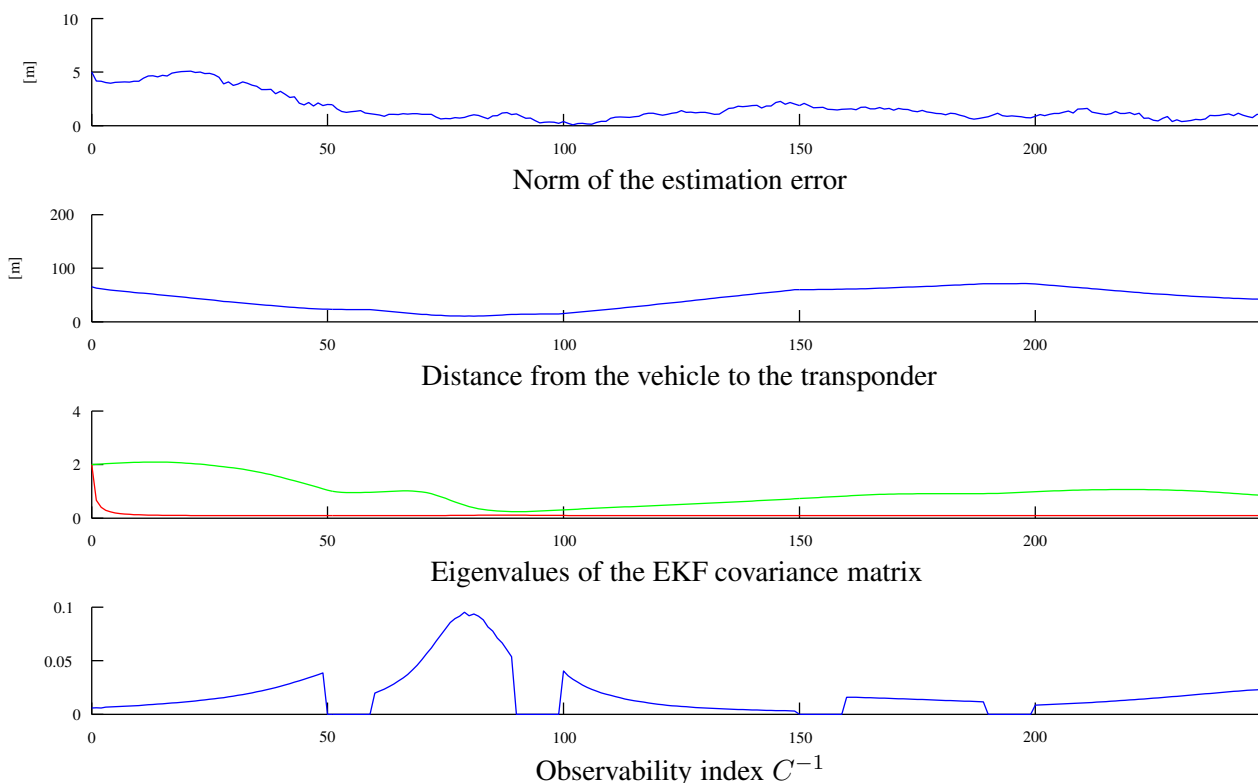 10
5
0
[m]
0 50 100 150 200
Norm of the estimation error
200
100
0
[m]
0 50 100 150 200
Distance from the vehicle to the transponder
4
2
0
0 50 100 150 200
Eigenvalues of the EKF covariance matrix
0.1
0.05
0
0 50 100 150 200
Observability index C⁻¹